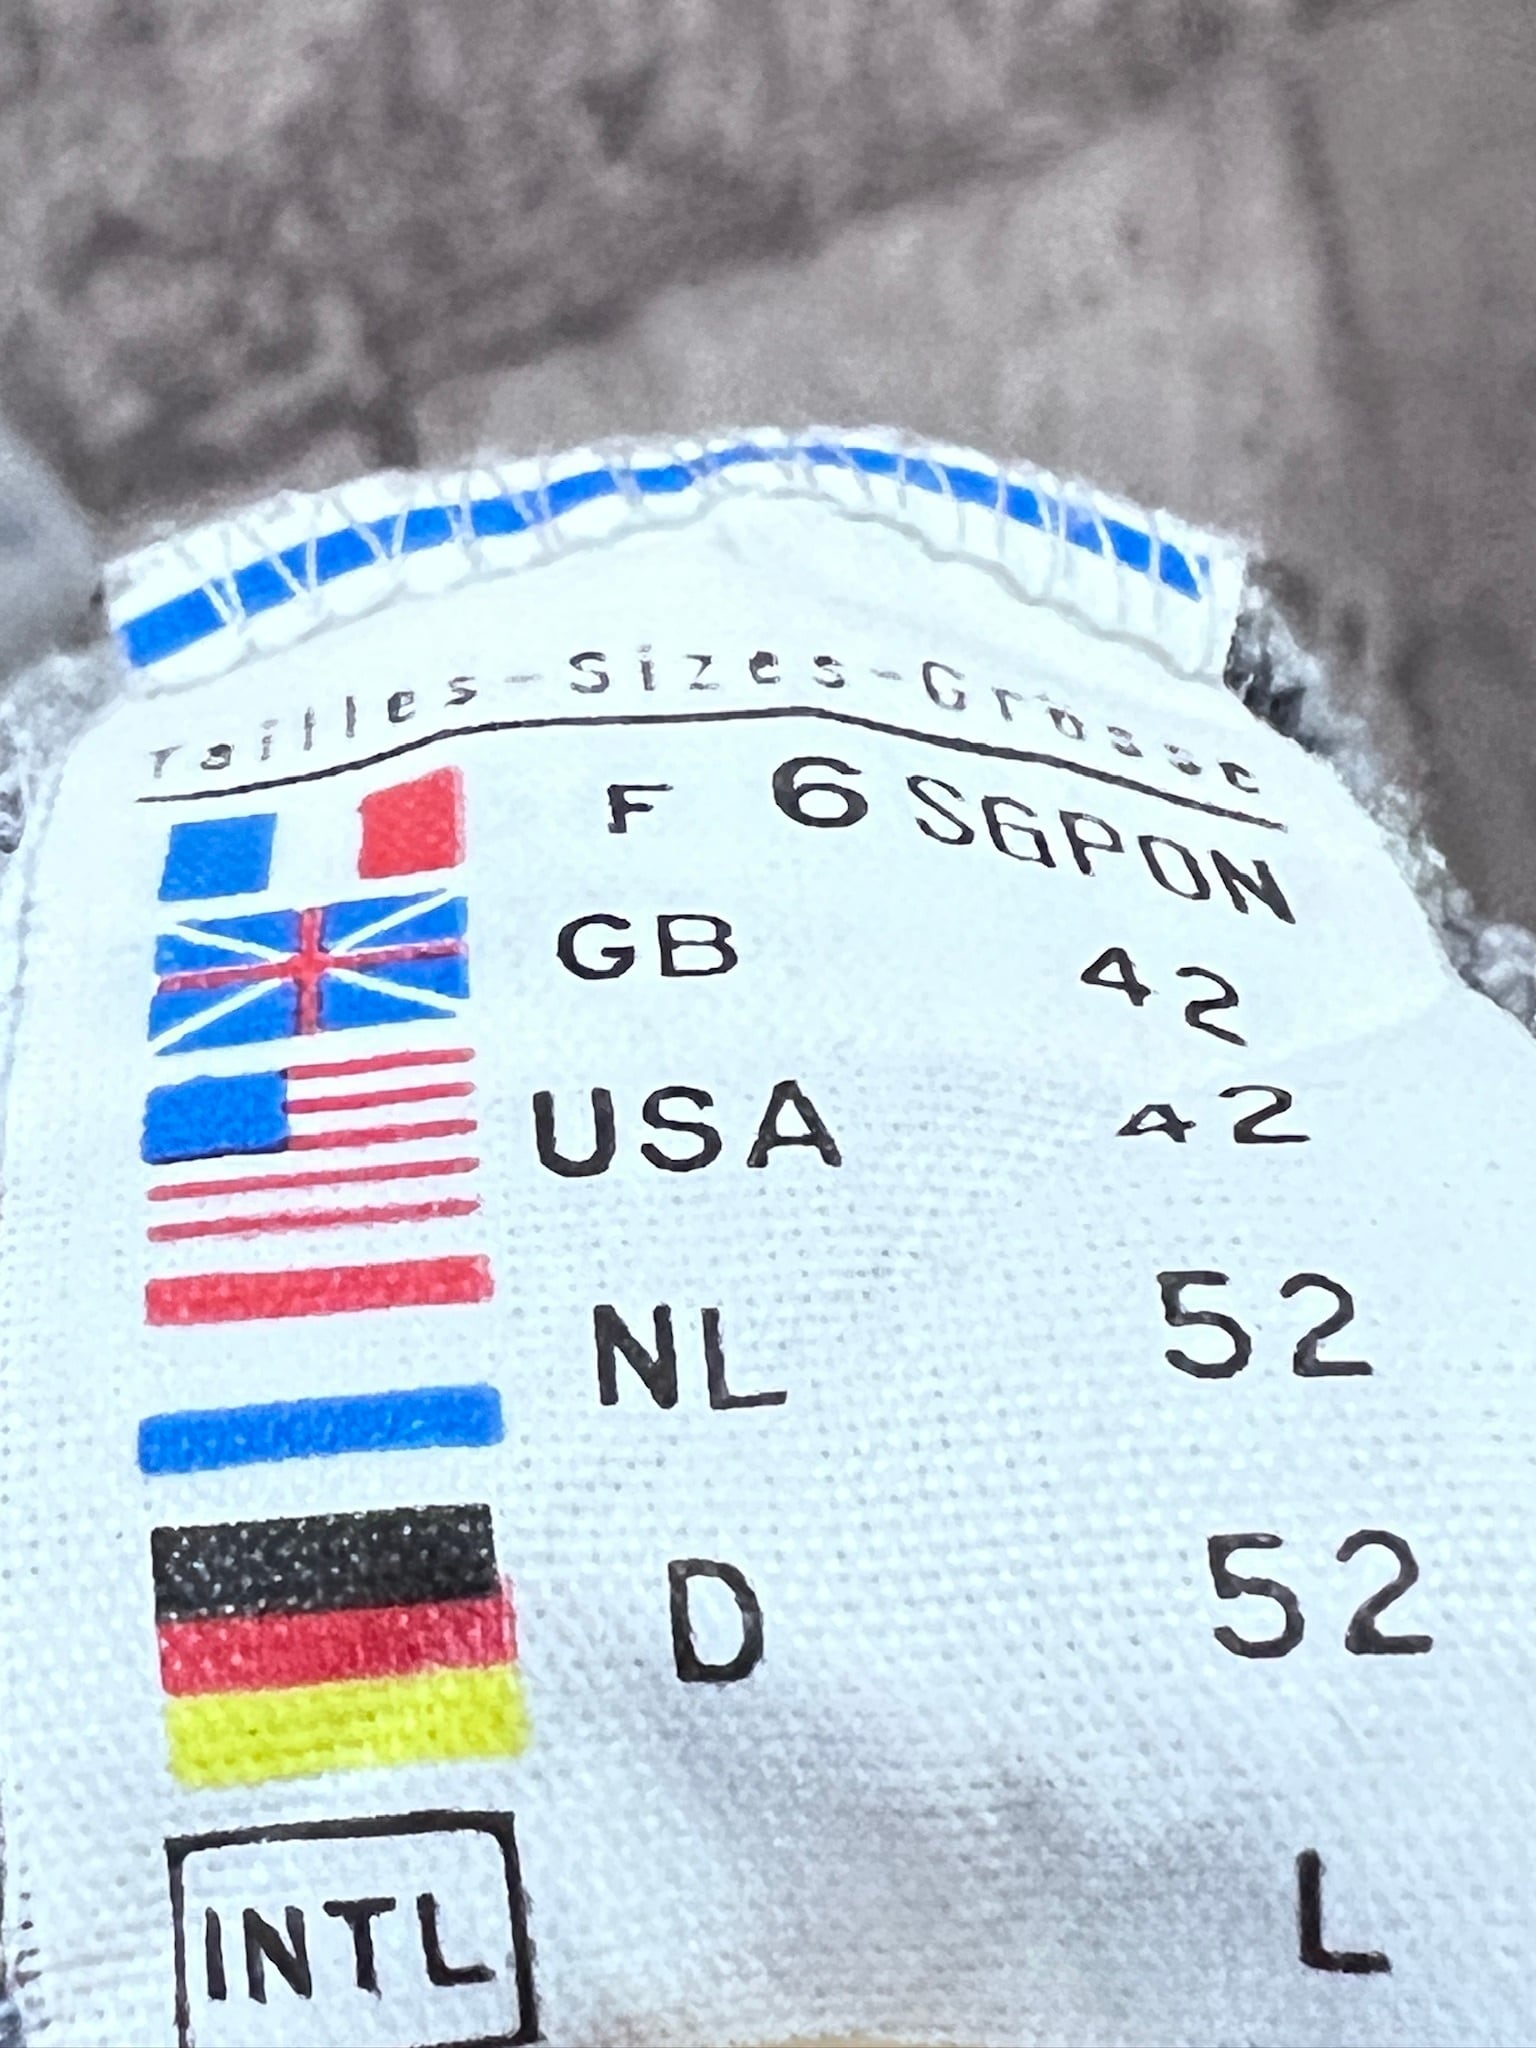 Tailles-Sizes-Grösse
F 6 SGPON
GB 42
USA 42
NL 52
D 52
INTL L